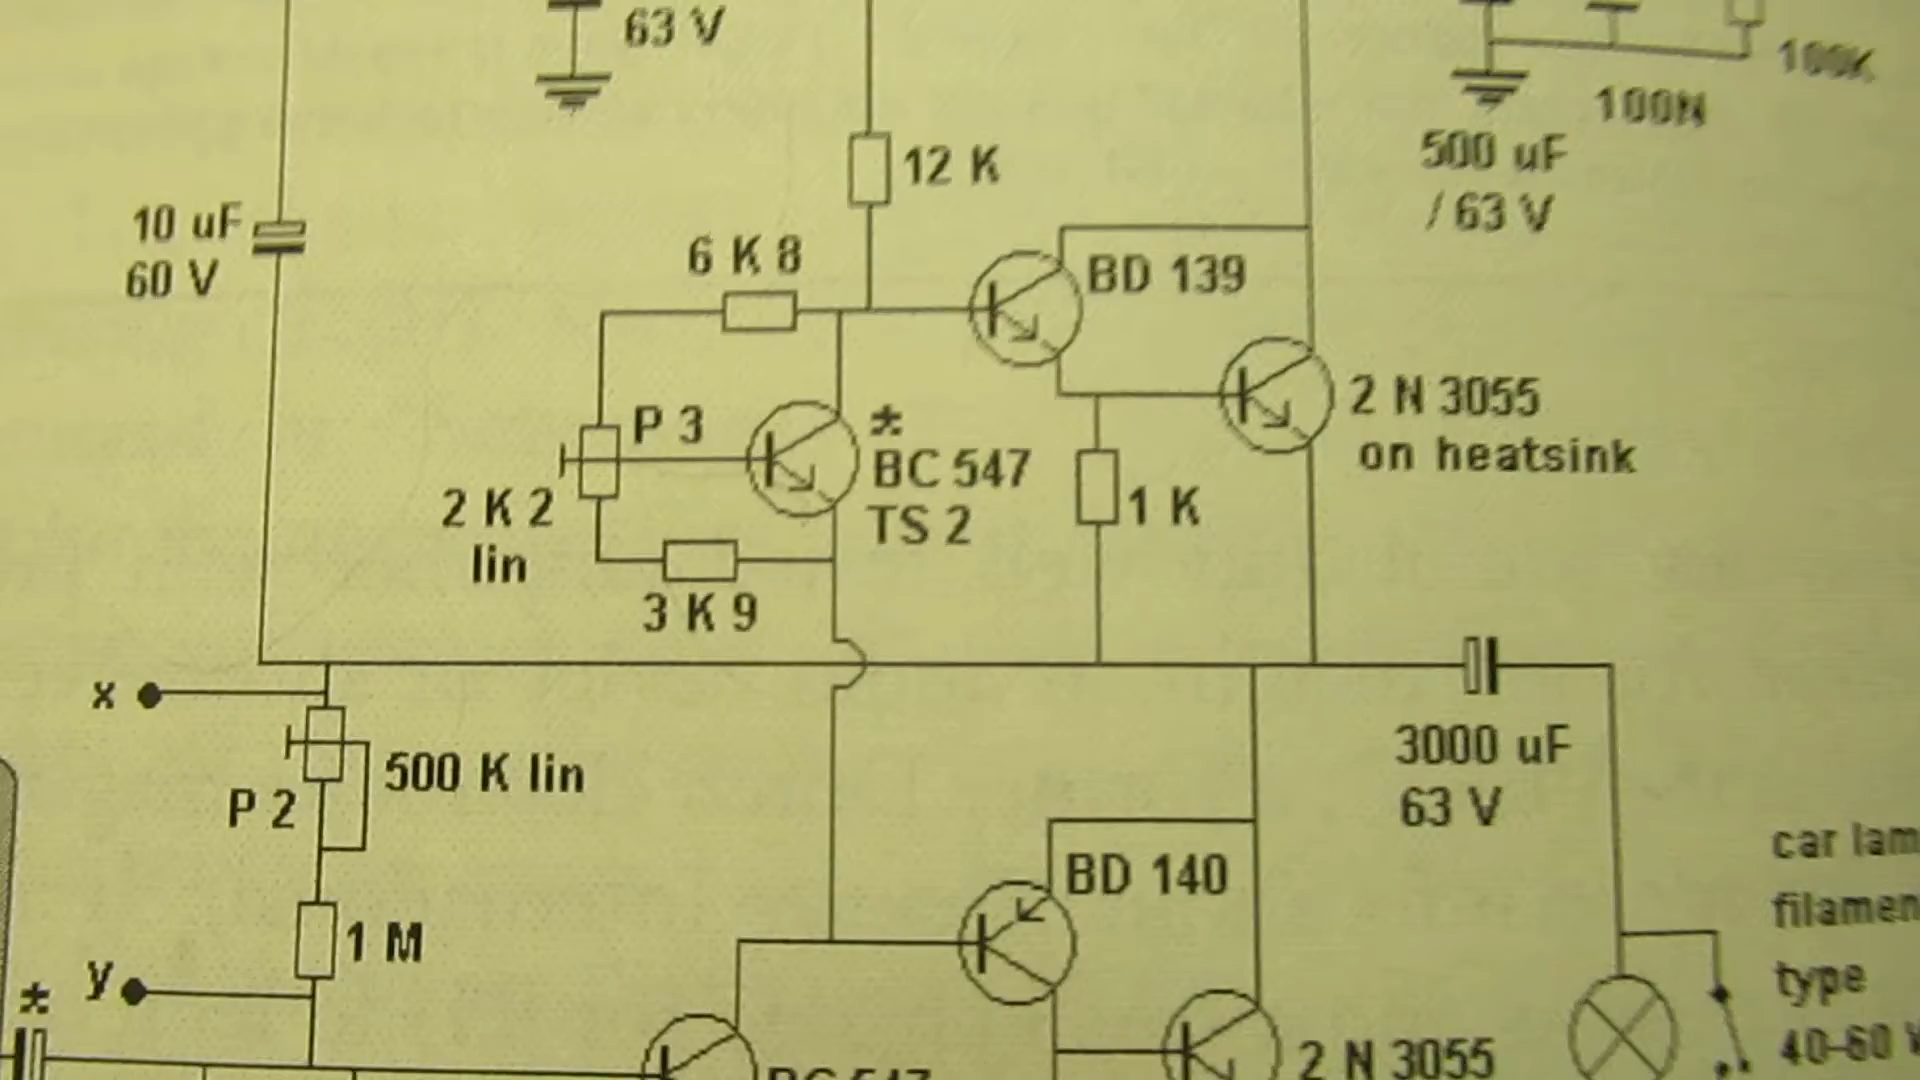 63 V
100K
100N
500 uF
/ 63 V
12 K
10 uF
60 V
6 K 8
BD 139
P 3
*
BC 547
TS 2
2 N 3055
on heatsink
2 K 2
lin
1 K
3 K 9
x
500 K lin
P 2
3000 uF
63 V
BD 140
car lam
filamen
type
40-60 V
1 M
y
*
BC 547
2 N 3055